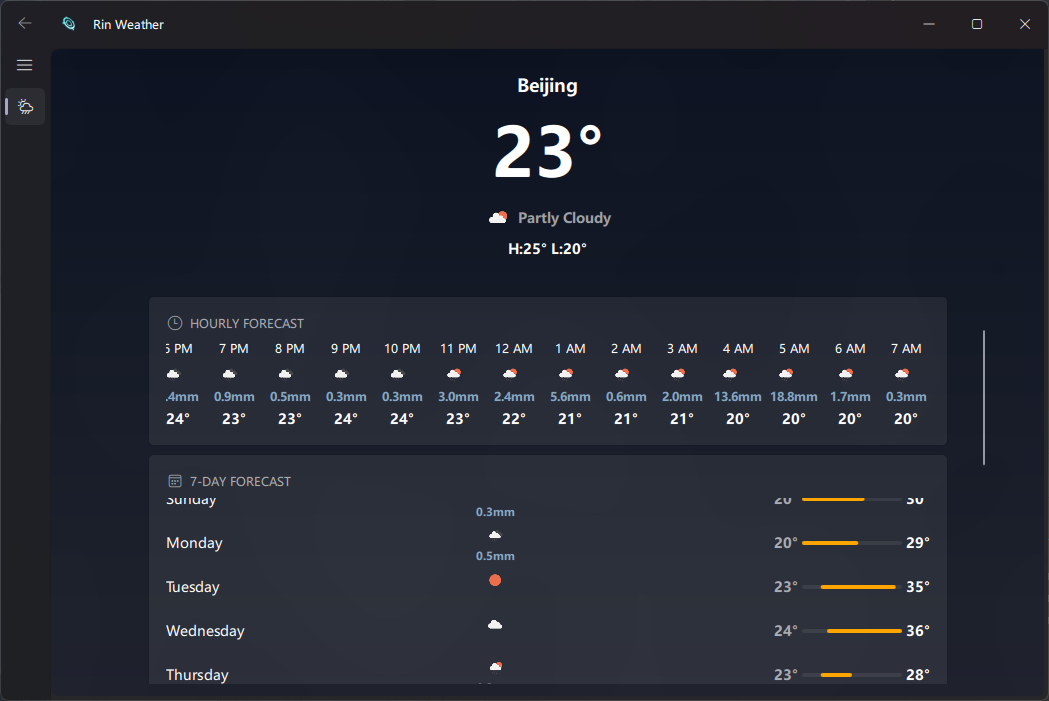 Rin Weather
Beijing
23°
Partly Cloudy
H:25° L:20°
HOURLY FORECAST
PM 7 PM 8 PM 9 PM 10 PM 11 PM 12 AM 1 AM 2 AM 3 AM 4 AM 5 AM 6 AM 7 AM
.4mm 0.9mm 0.5mm 0.3mm 0.3mm 3.0mm 2.4mm 5.6mm 0.6mm 2.0mm 13.6mm 18.8mm 1.7mm 0.3mm
24° 23° 23° 24° 24° 23° 22° 21° 21° 21° 20° 20° 20° 20°
7-DAY FORECAST
Sunday 0.3mm 20 30
Monday 0.5mm 20° 29°
Tuesday 23° 35°
Wednesday 24° 36°
Thursday 23° 28°